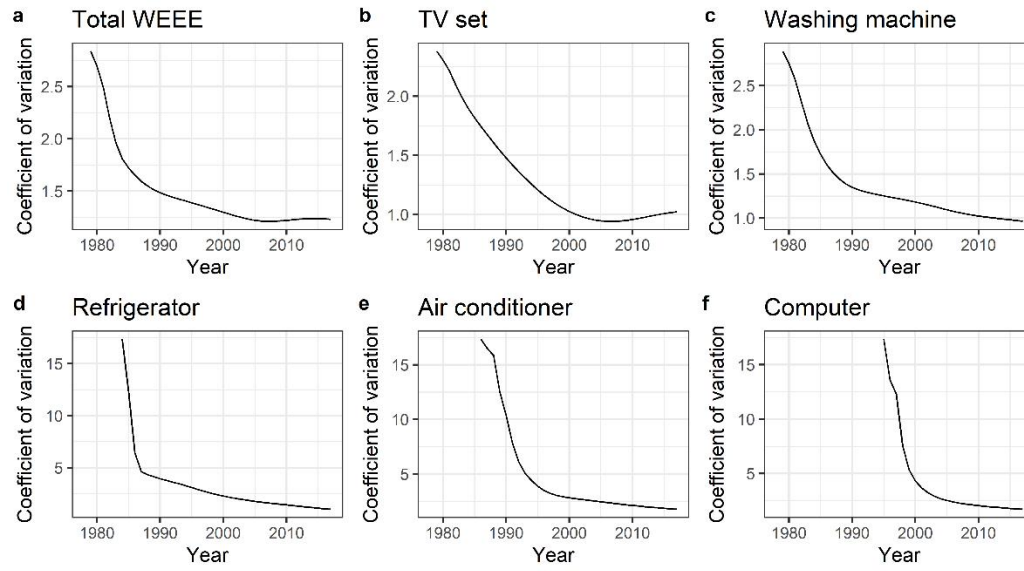 a Total WEEE
Coefficient of variation
2.5
2.0
1.5
1980 1990 2000 2010
Year
b TV set
Coefficient of variation
2.0
1.5
1.0
1980 1990 2000 2010
Year
c Washing machine
Coefficient of variation
2.5
2.0
1.5
1.0
1980 1990 2000 2010
Year
d Refrigerator
Coefficient of variation
15
10
5
1980 1990 2000 2010
Year
e Air conditioner
Coefficient of variation
15
10
5
1980 1990 2000 2010
Year
f Computer
Coefficient of variation
15
10
5
1980 1990 2000 2010
Year